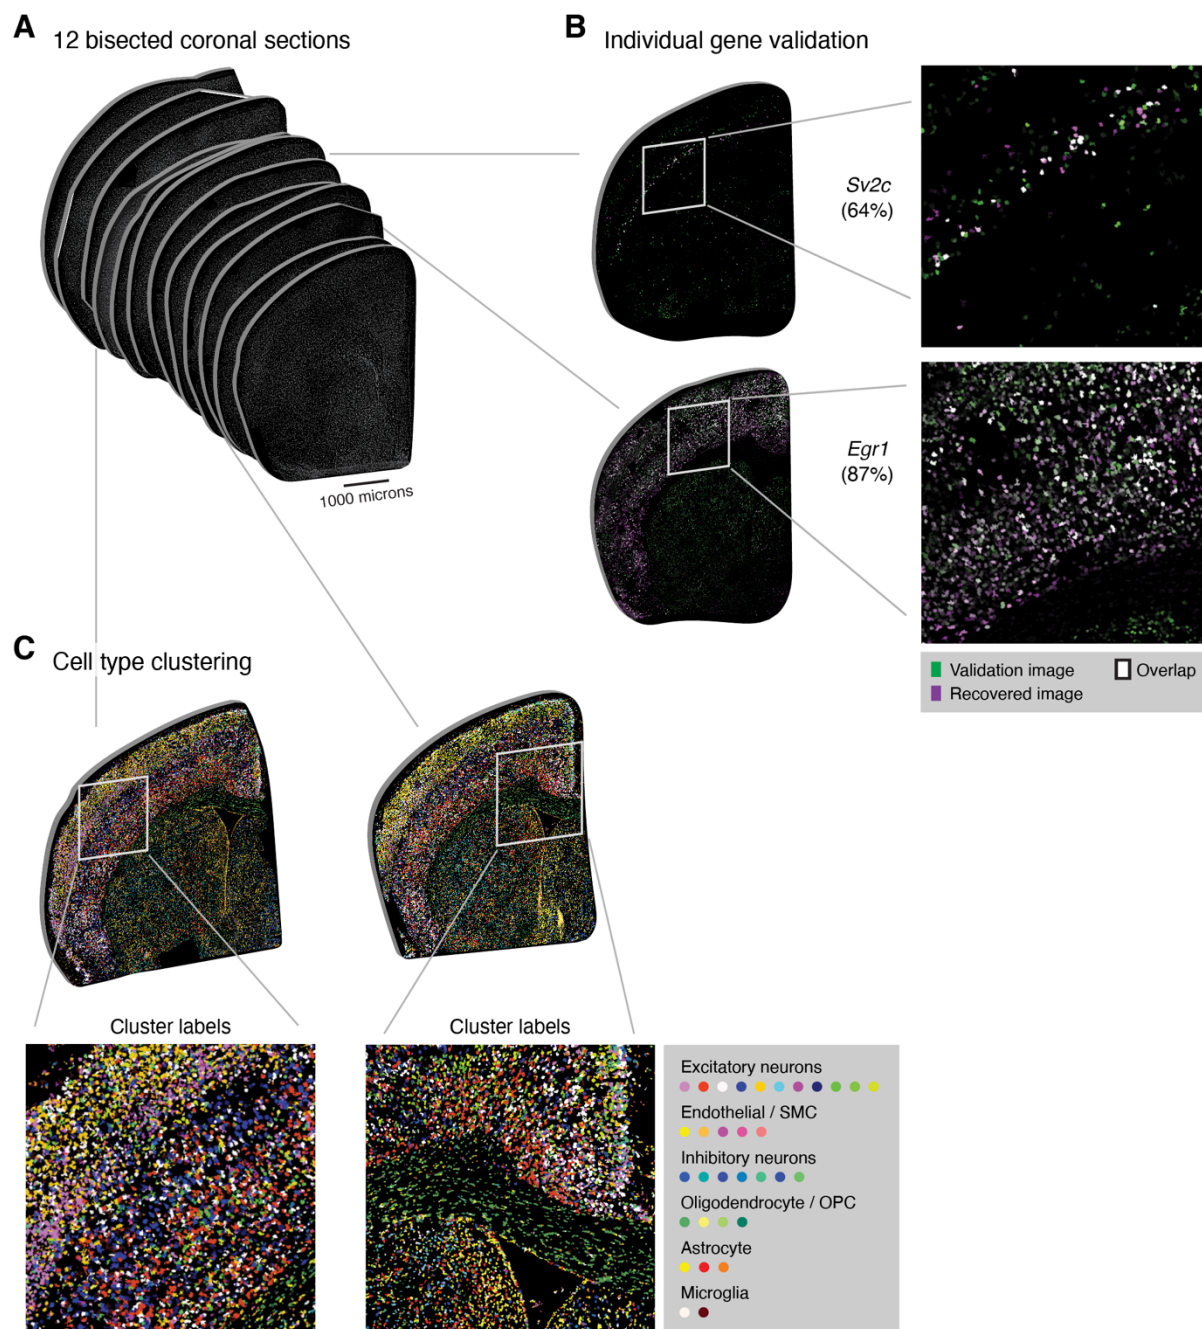 A 12 bisected coronal sections
1000 microns
B Individual gene validation
Sv2c
(64%)
Egr1
(87%)
Validation image
Overlap
Recovered image
C Cell type clustering
Cluster labels
Cluster labels
Excitatory neurons
Endothelial / SMC
Inhibitory neurons
Oligodendrocyte / OPC
Astrocyte
Microglia